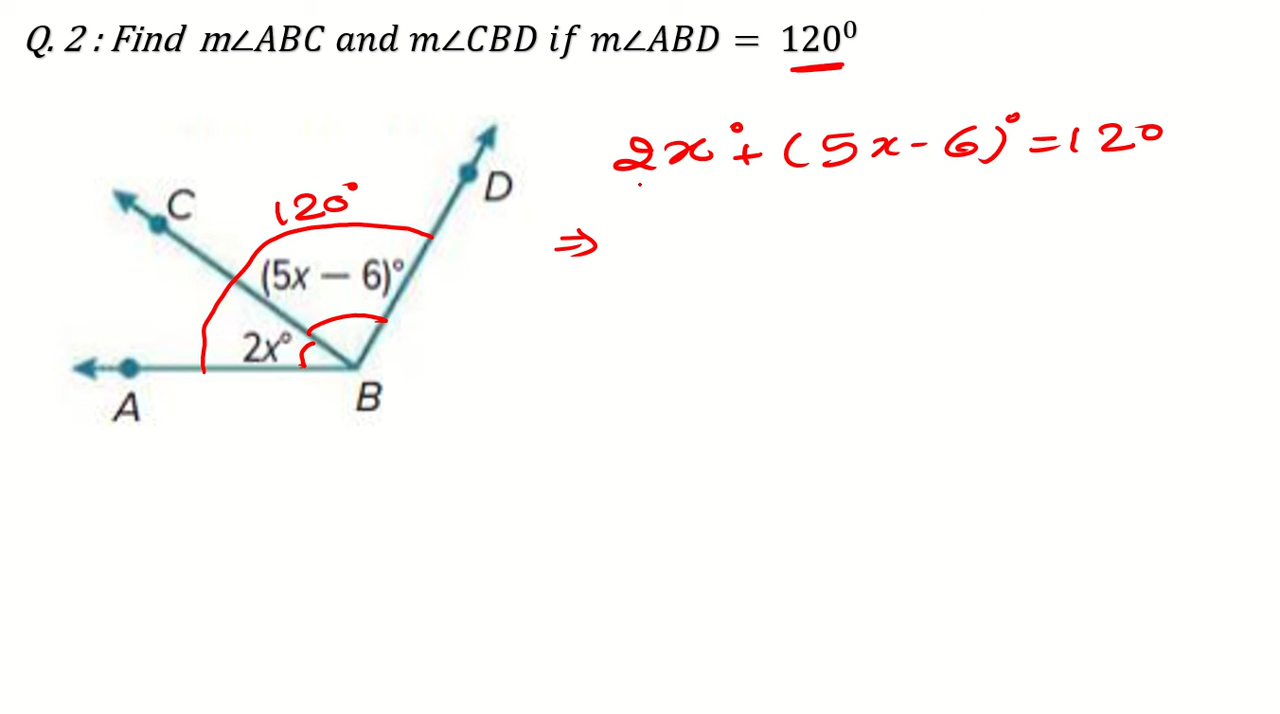 Q. 2 : Find m∠ABC and m∠CBD if m∠ABD = 120⁰
2x° + (5x - 6)° = 120
⇒
C
120°
D
(5x − 6)°
2x°
A
B